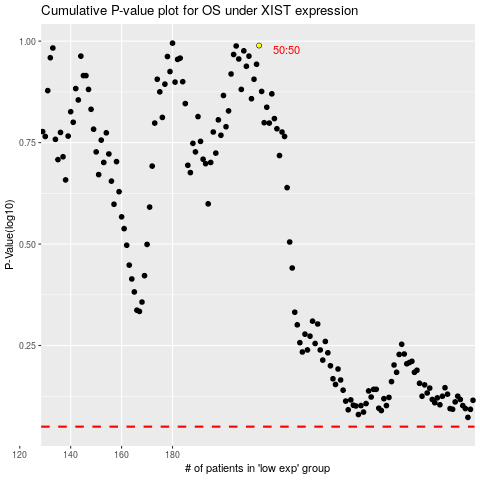 Cumulative P-value plot for OS under XIST expression
1.00
50:50
0.75
P-Value(log10)
0.50
0.25
120 140 160 180
# of patients in 'low exp' group